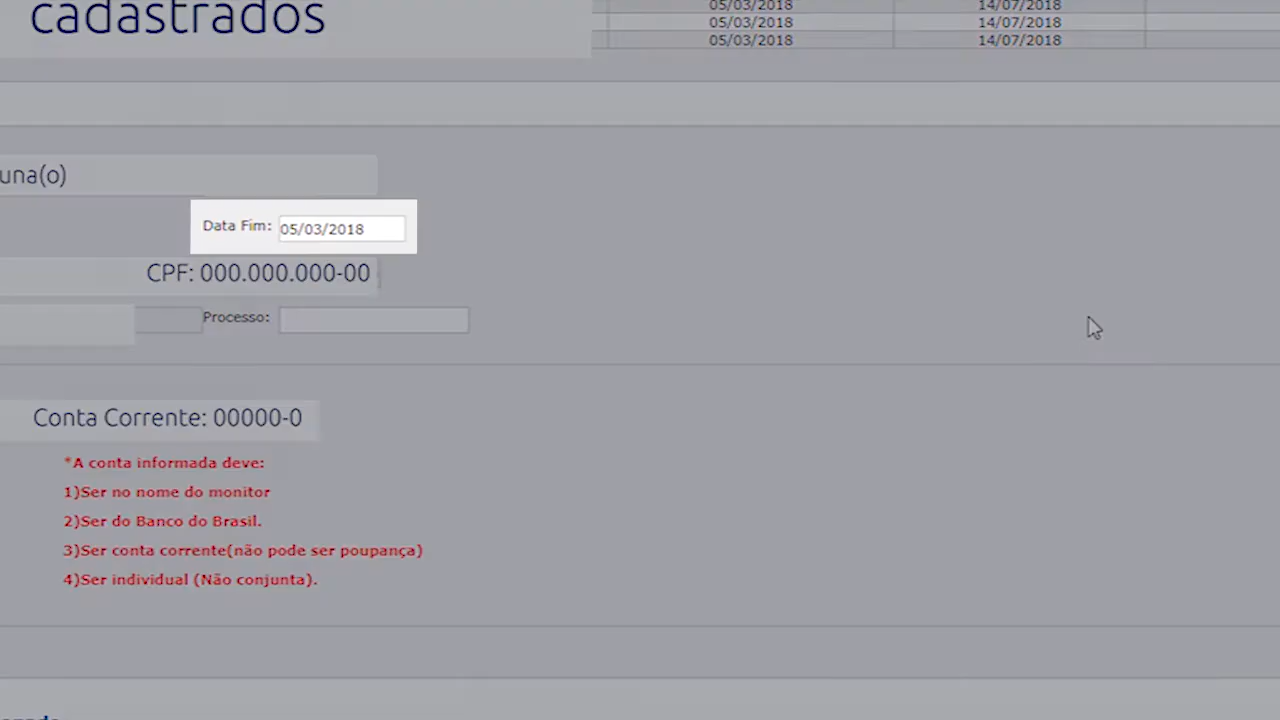 cadastrados
05/03/2018 14/07/2018
05/03/2018 14/07/2018
05/03/2018 14/07/2018
una(o)
Data Fim: 05/03/2018
CPF: 000.000.000-00
Processo:
Conta Corrente: 00000-0
*A conta informada deve:
1)Ser no nome do monitor
2)Ser do Banco do Brasil.
3)Ser conta corrente(não pode ser poupança)
4)Ser individual (Não conjunta).